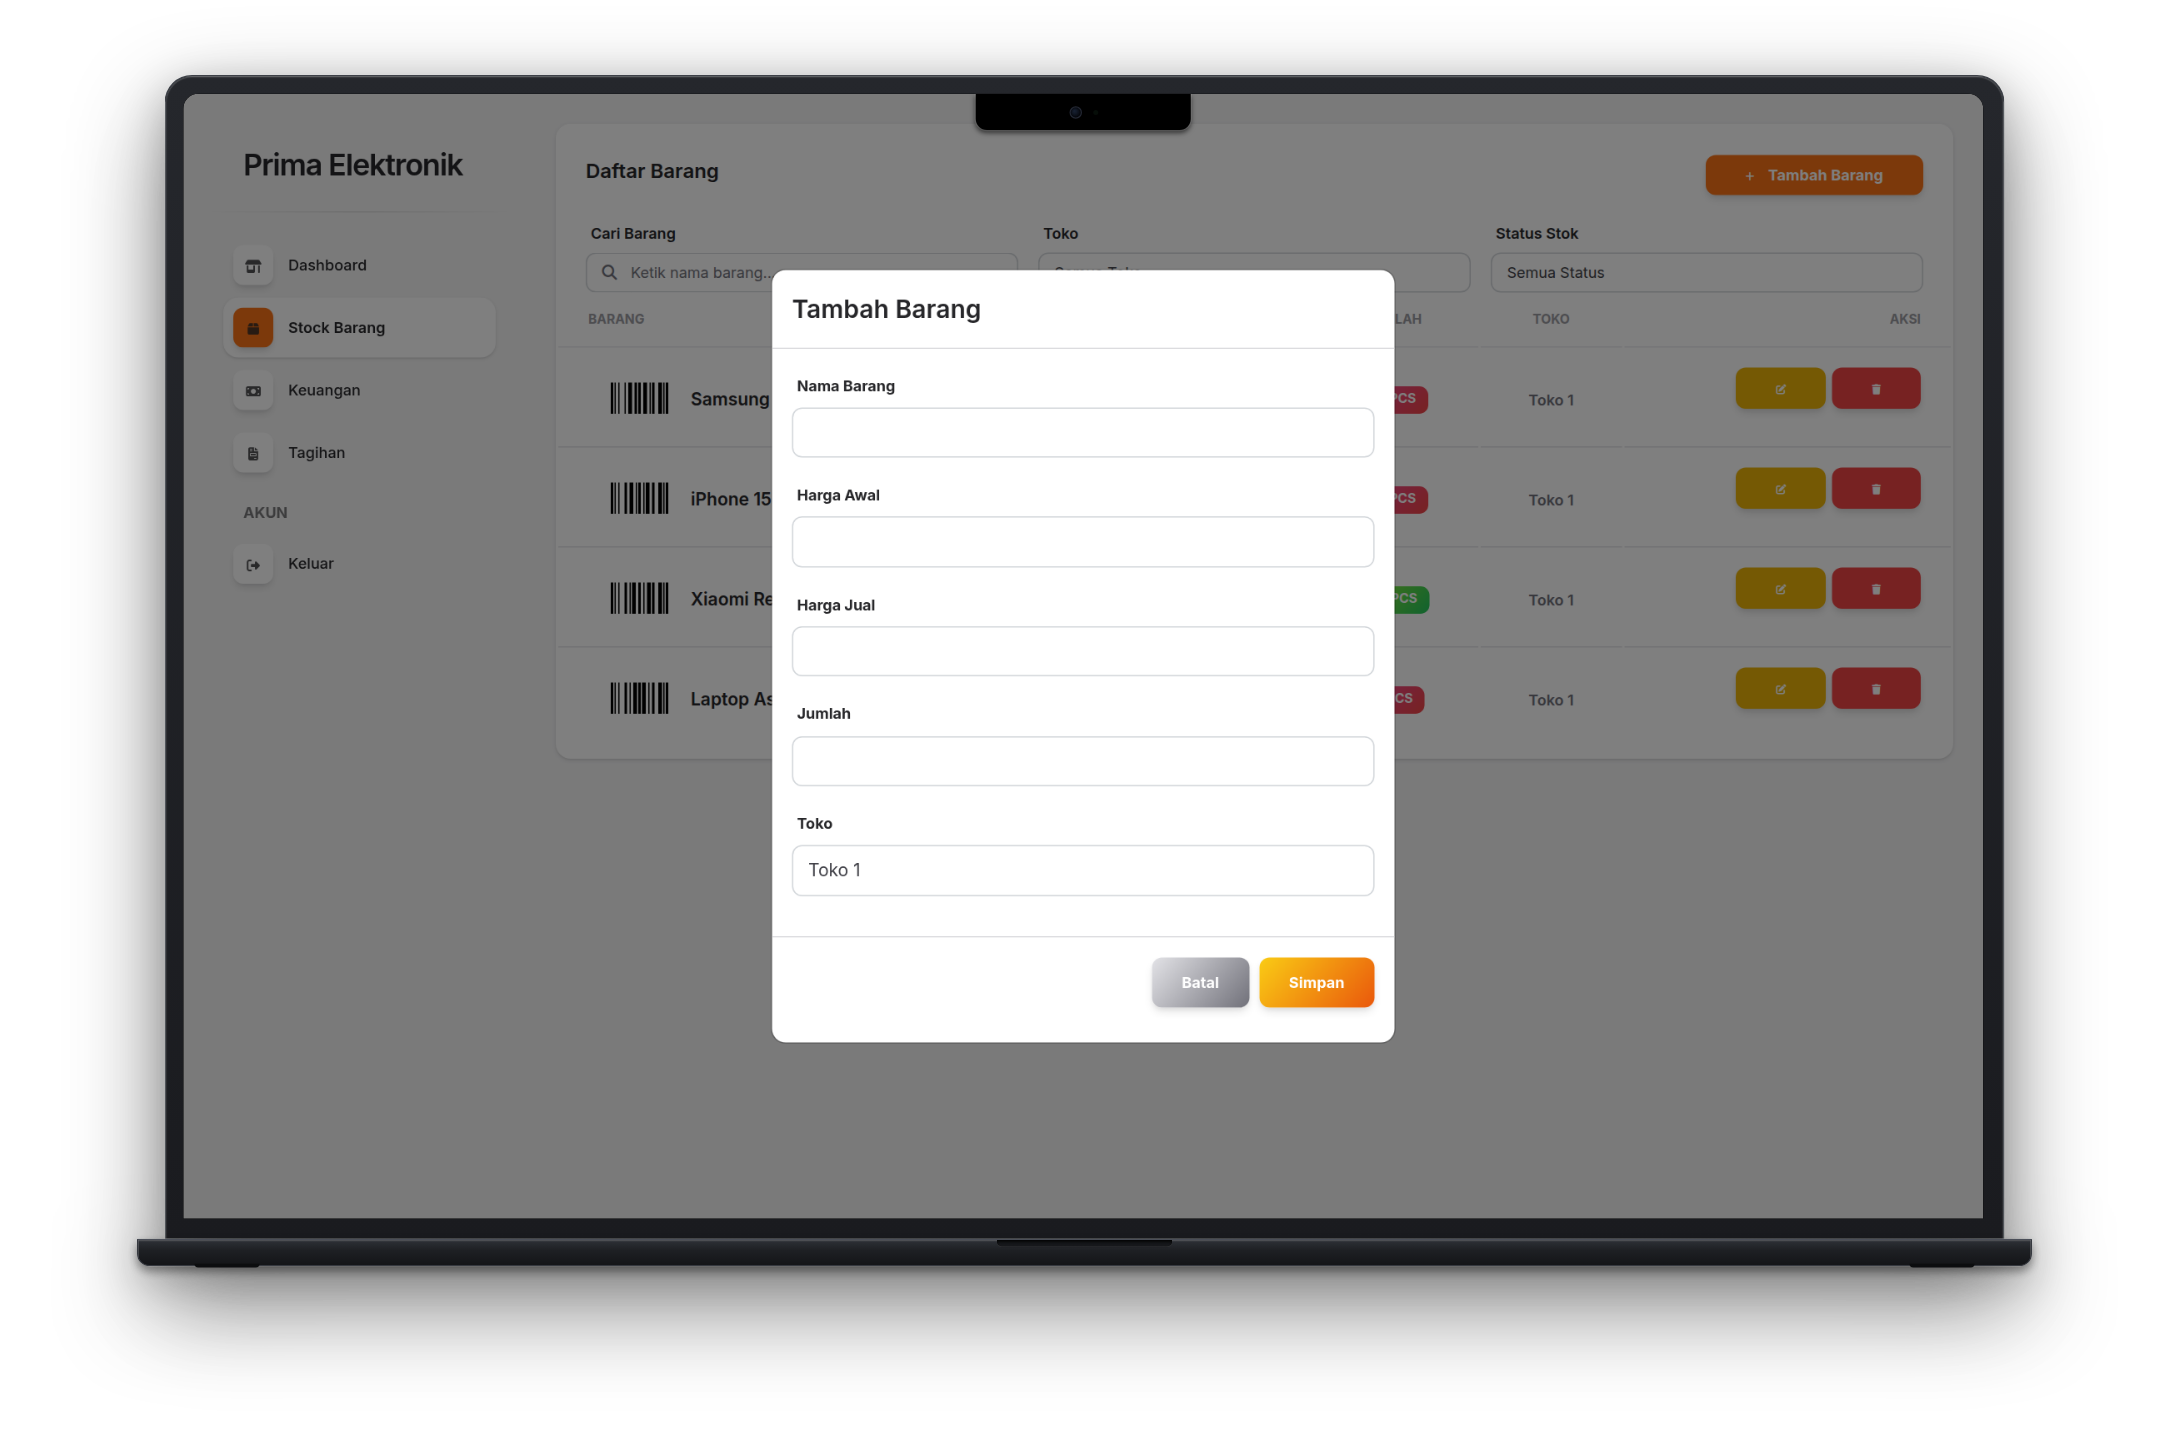 Prima Elektronik
Dashboard
Stock Barang
Keuangan
Tagihan
AKUN
Keluar
Daftar Barang
+ Tambah Barang
Cari Barang
Toko
Status Stok
Ketik nama barang...
Semua Status
BARANG
TOKO
AKSI
Samsung
Toko 1
iPhone 15
Toko 1
Xiaomi
Toko 1
Laptop
Toko 1
Tambah Barang
Nama Barang
Harga Awal
Harga Jual
Jumlah
Toko
Toko 1
Batal
Simpan